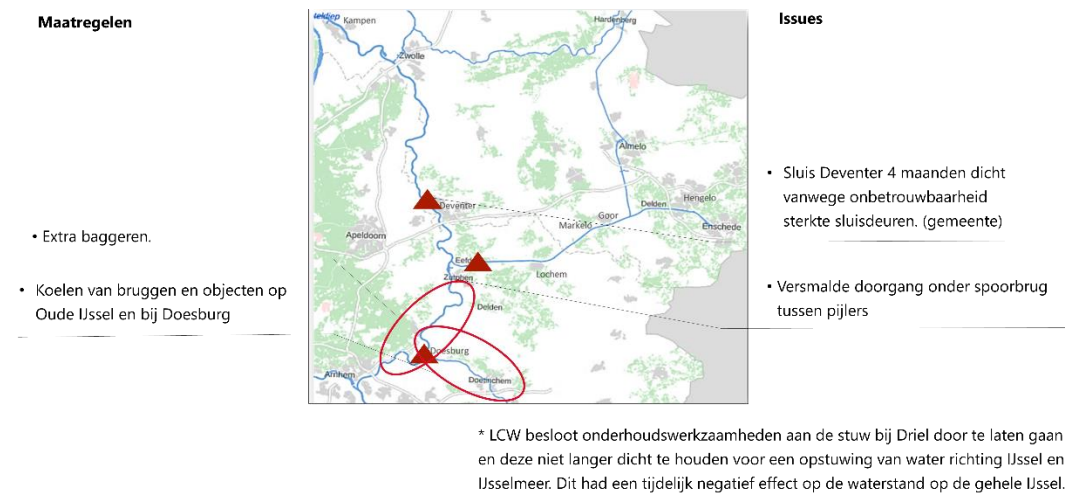 Maatregelen
• Extra baggeren.
• Koelen van bruggen en objecten op
Oude IJssel en bij Doesburg
Kampen
Hardenberg
Zwolle
Almelo
Deventer
Delden
Hengelo
Goor
Enschede
Apeldoorn
Markelo
Lochem
Zutphen
Delden
Doesburg
Arnhem
Doetinchem
Issues
• Sluis Deventer 4 maanden dicht
vanwege onbetrouwbaarheid
sterkte sluisdeuren. (gemeente)
• Versmalde doorgang onder spoorbrug
tussen pijlers
* LCW besloot onderhoudswerkzaamheden aan de stuw bij Driel door te laten gaan
en deze niet langer dicht te houden voor een opstuwing van water richting IJssel en
IJsselmeer. Dit had een tijdelijk negatief effect op de waterstand op de gehele IJssel.